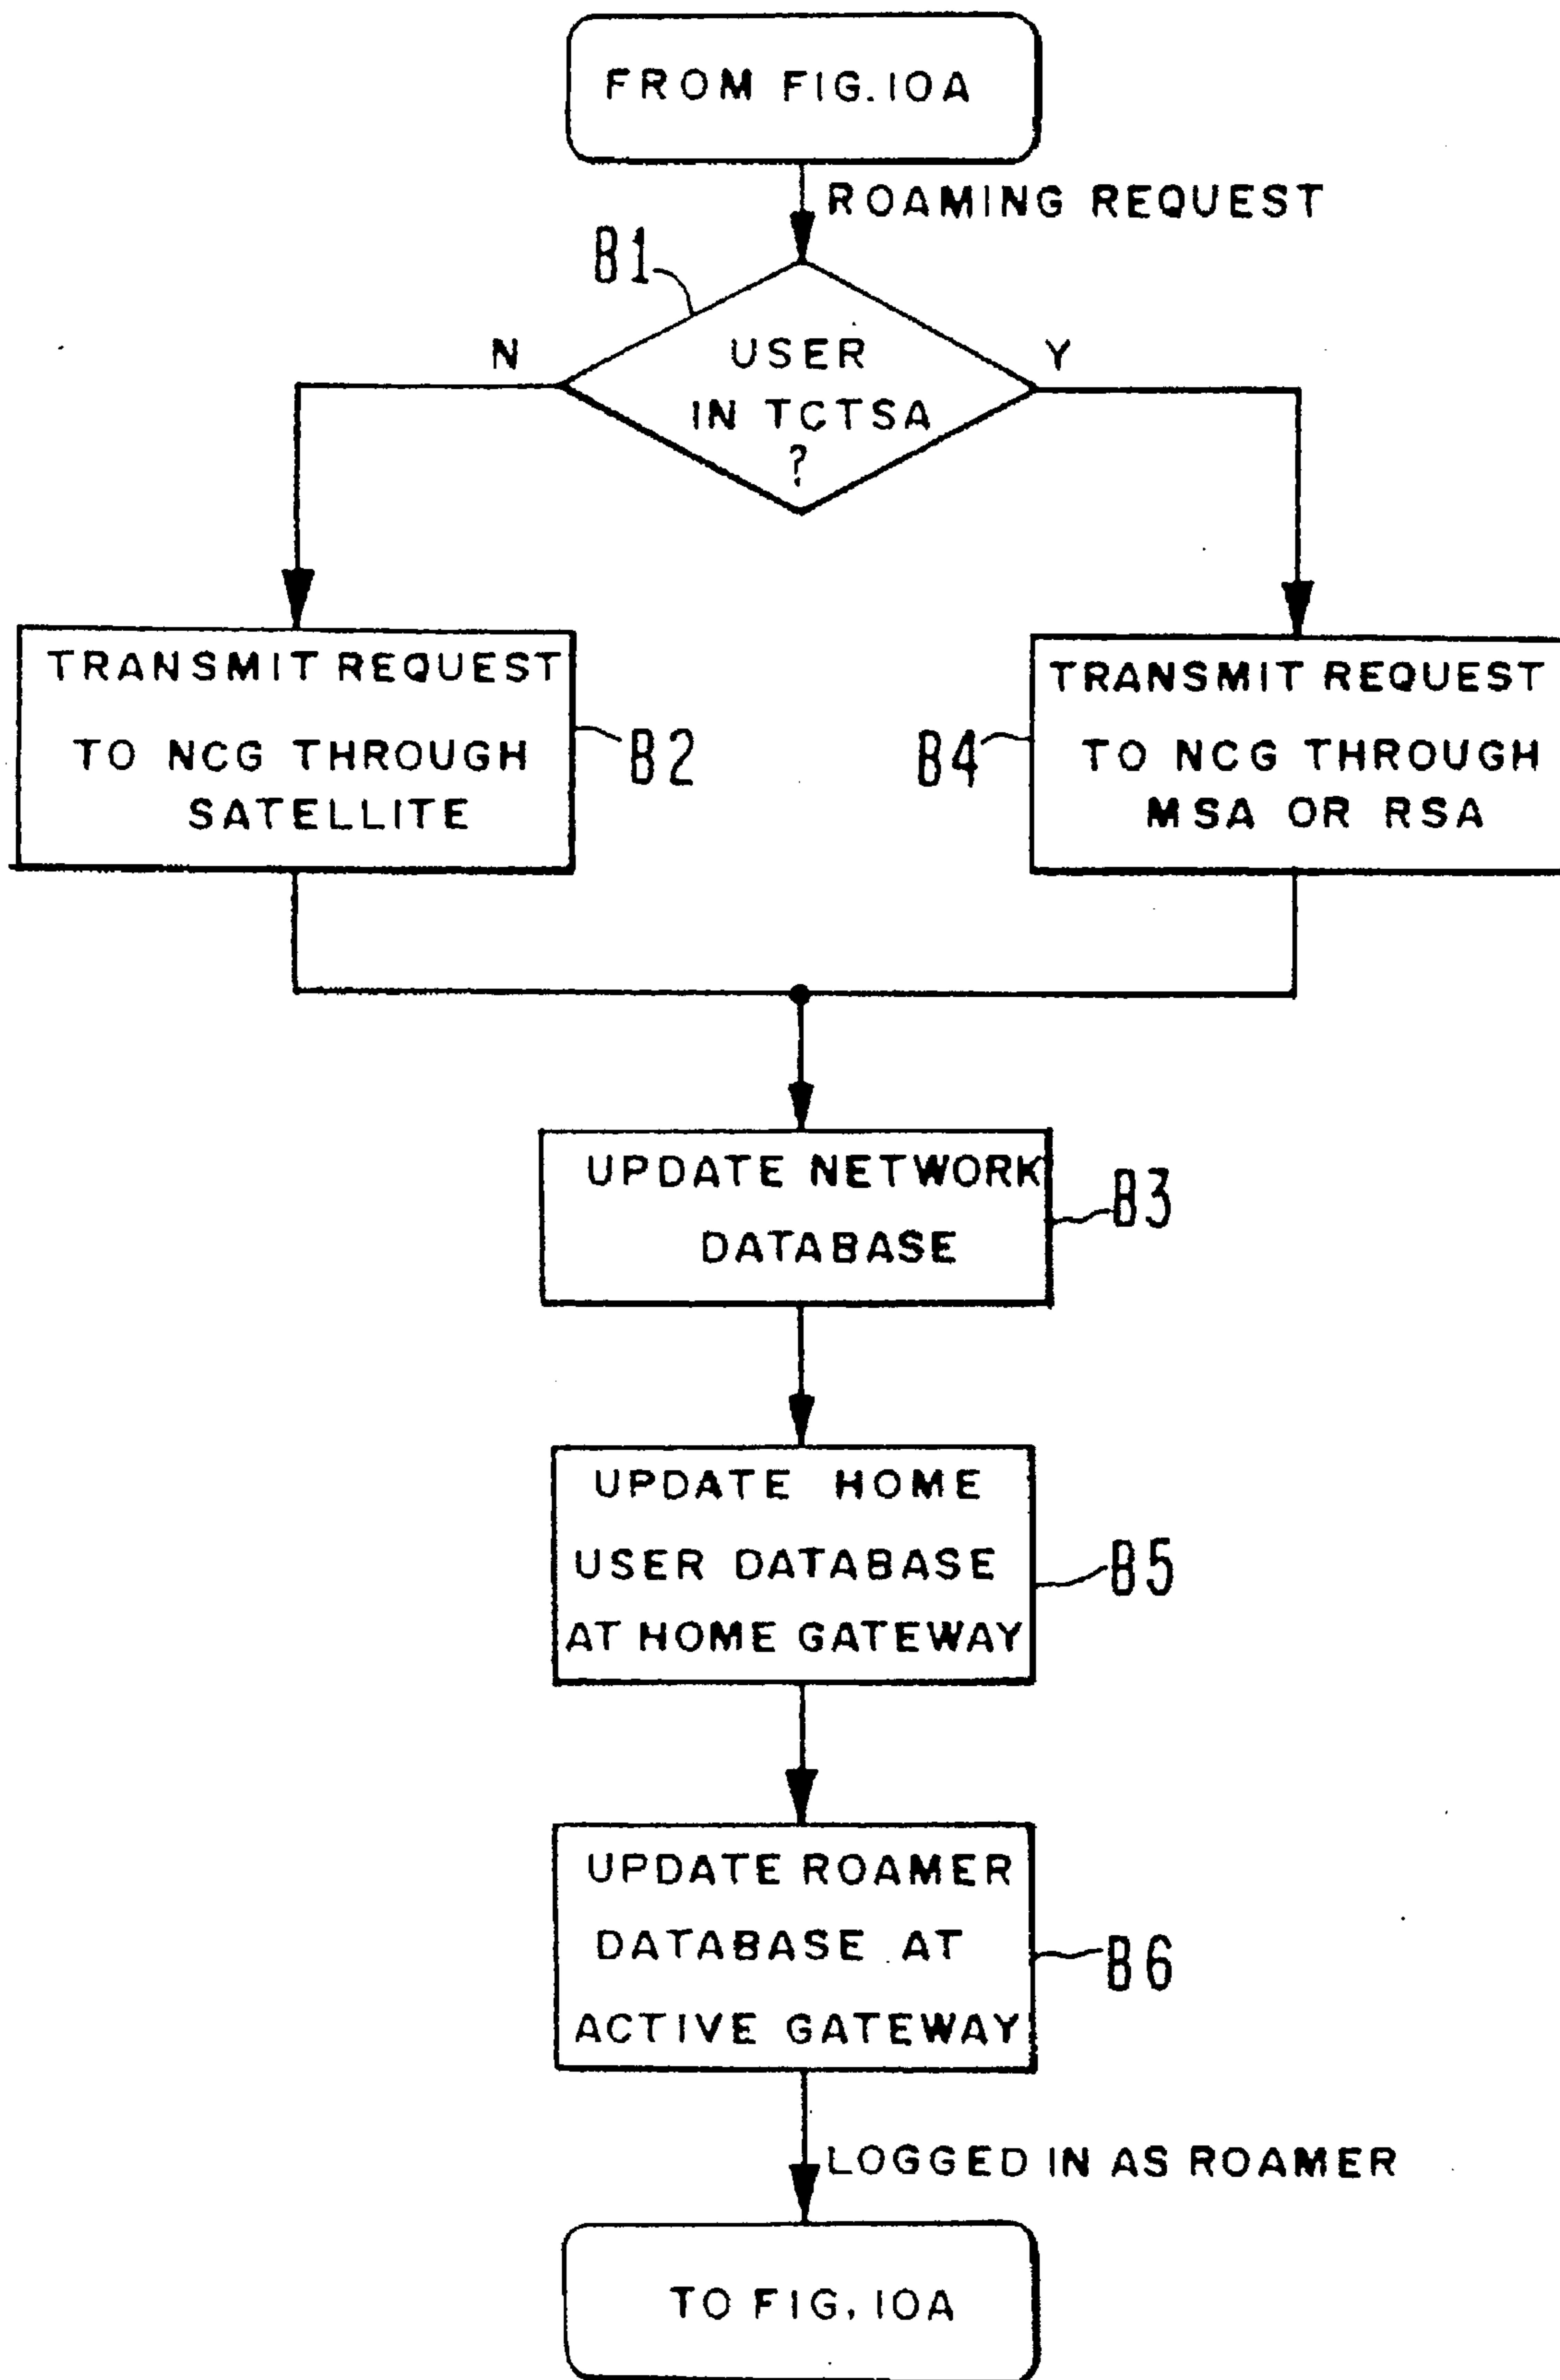 FROM FIG.10A
ROAMING REQUEST
B1
N
Y
USER
IN TCTSA
?
TRANSMIT REQUEST
TO NCG THROUGH
SATELLITE
B2
B4
TRANSMIT REQUEST
TO NCG THROUGH
MSA OR RSA
UPDATE NETWORK
DATABASE
B3
UPDATE HOME
USER DATABASE
AT HOME GATEWAY
B5
UPDATE ROAMER
DATABASE AT
ACTIVE GATEWAY
B6
LOGGED IN AS ROAMER
TO FIG. 10A